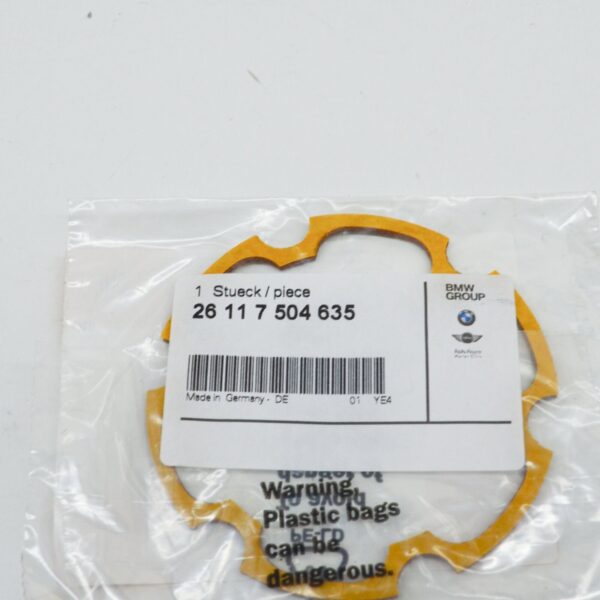 1 Stueck / piece
26 11 7 504 635
Made in Germany - DE 01 YE4
BMW
GROUP
Warning.
Plastic bags
can be
dangerous.